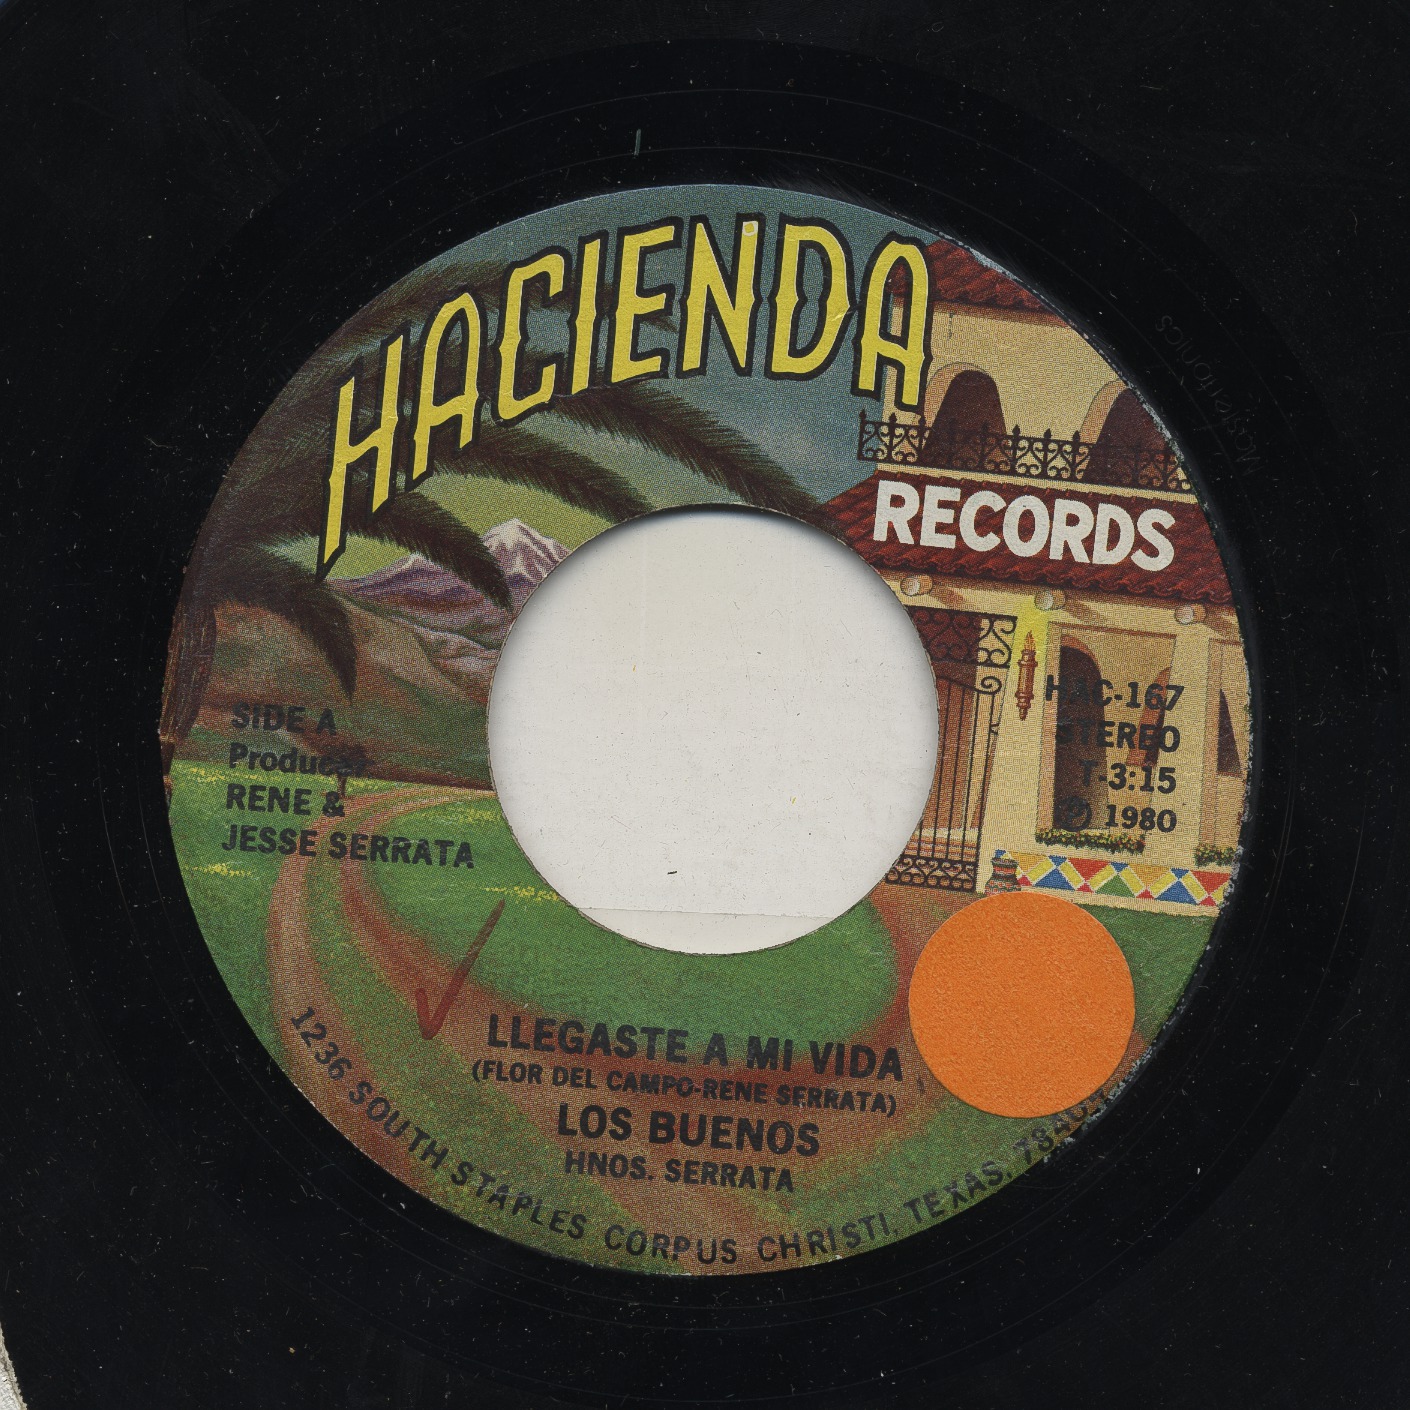 HACIENDA
RECORDS
SIDE A
Producer
RENE &
JESSE SERRATA
HAC-167
STEREO
T-3:15
℗ 1980
LLEGASTE A MI VIDA
(FLOR DEL CAMPO-RENE SERRATA)
LOS BUENOS
HNOS. SERRATA
1236 SOUTH STAPLES CORPUS CHRISTI, TEXAS,
Masterfonics